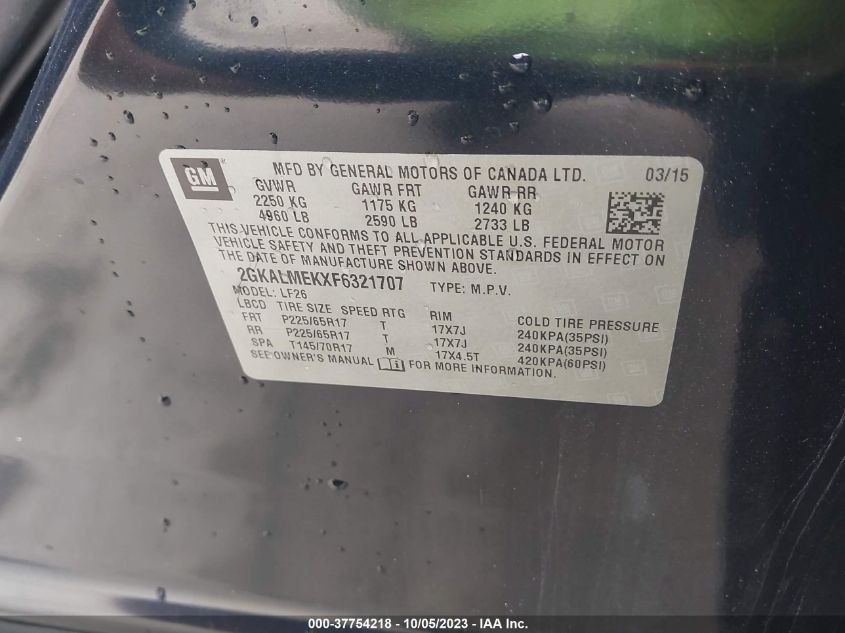 GM ®
MFD BY GENERAL MOTORS OF CANADA LTD. 03/15
GVWR GAWR FRT GAWR RR
2250 KG 1175 KG 1240 KG
4960 LB 2590 LB 2733 LB
THIS VEHICLE CONFORMS TO ALL APPLICABLE U.S. FEDERAL MOTOR
VEHICLE SAFETY AND THEFT PREVENTION STANDARDS IN EFFECT ON
THE DATE OF MANUFACTURE SHOWN ABOVE.
2GKALMEKXF6321707 TYPE: M.P.V.
MODEL: LF26
LBCD TIRE SIZE SPEED RTG RIM COLD TIRE PRESSURE
FRT P225/65R17 T 17X7J 240KPA(35PSI)
RR P225/65R17 T 17X7J 240KPA(35PSI)
SPA T145/70R17 M 17X4.5T 420KPA(60PSI)
SEE OWNER'S MANUAL FOR MORE INFORMATION.
000-37754218 - 10/05/2023 - IAA Inc.